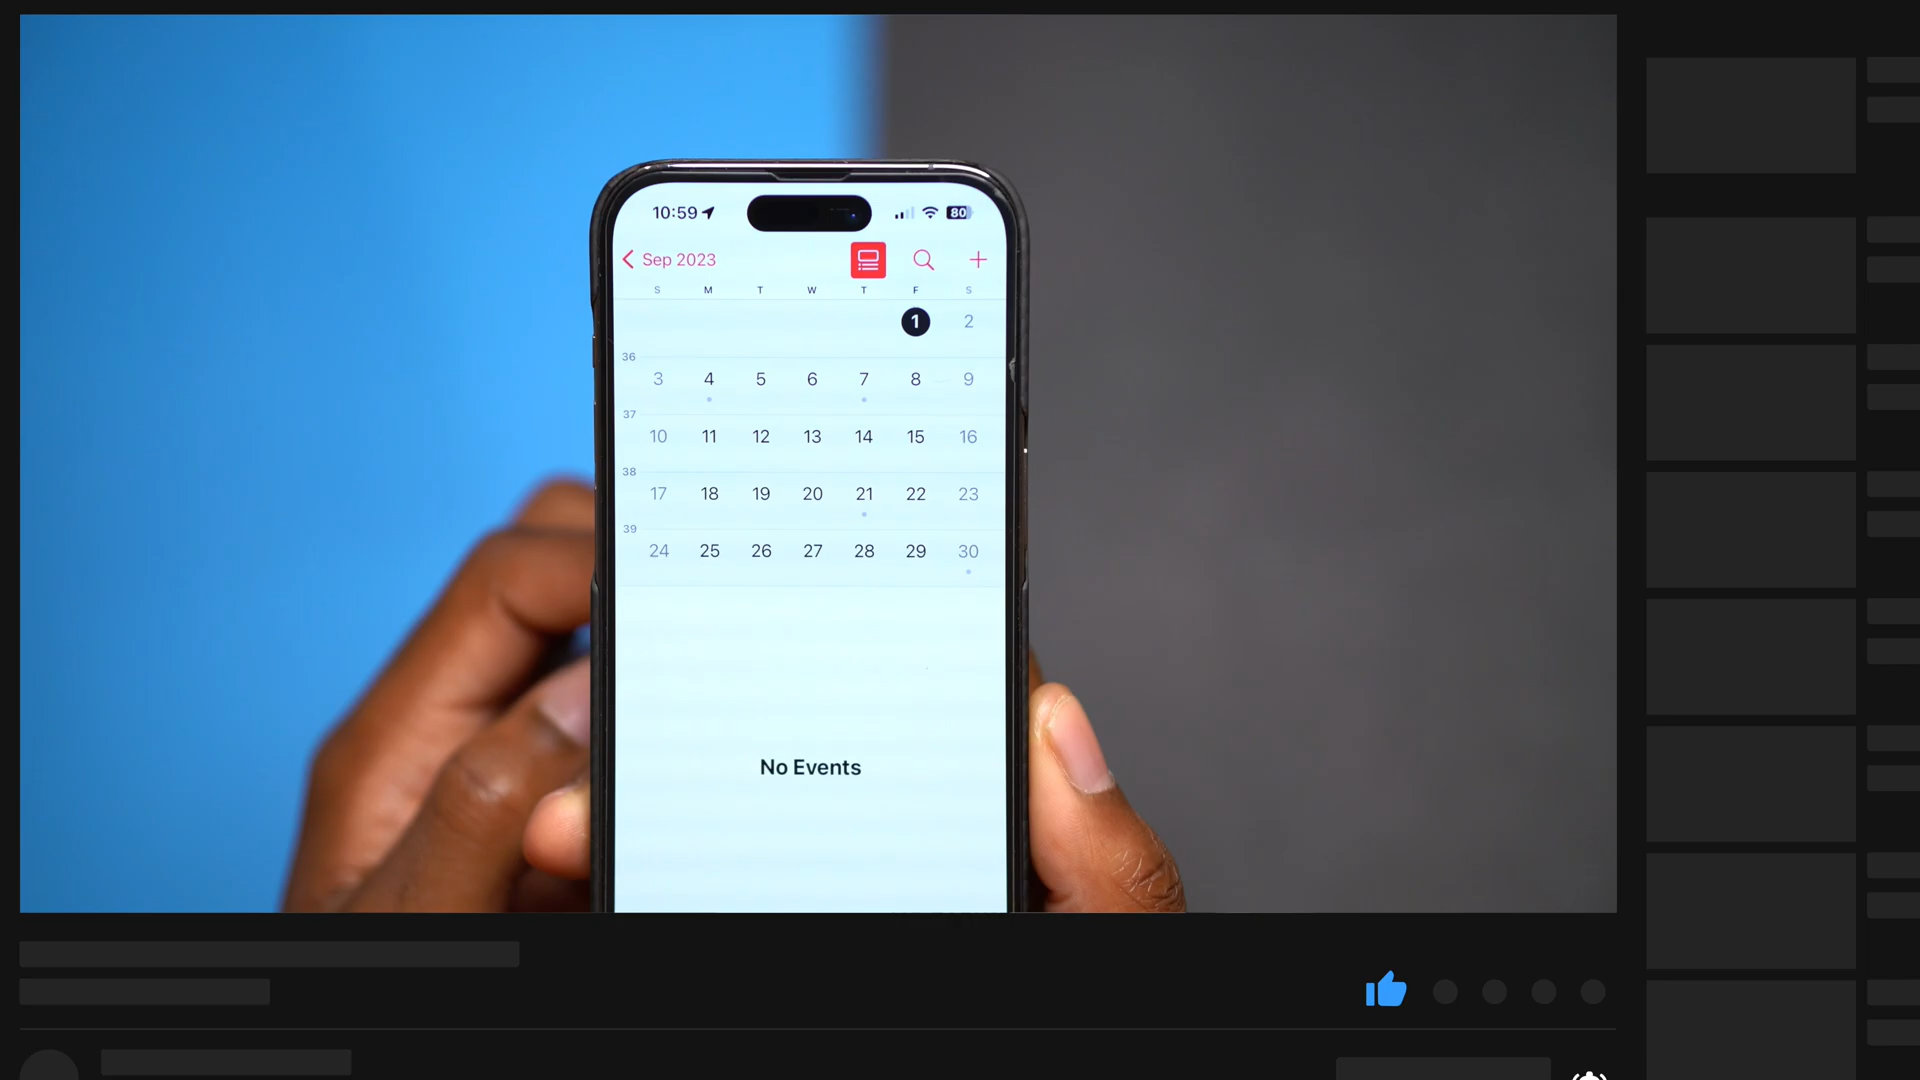 10:59 80
Sep 2023
S M T W T F S
1 2
36
3 4 5 6 7 8 9
37
10 11 12 13 14 15 16
38
17 18 19 20 21 22 23
39
24 25 26 27 28 29 30
No Events